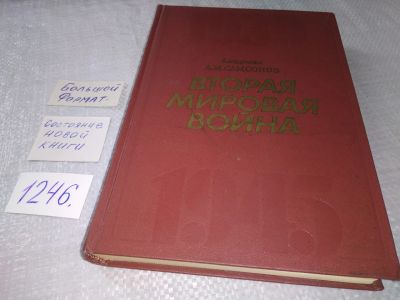 Большой
Формат.
Состояние
новой
книги
1246.
Академик
А.М.САМСОНОВ
ВТОРАЯ
МИРОВАЯ
ВОЙНА